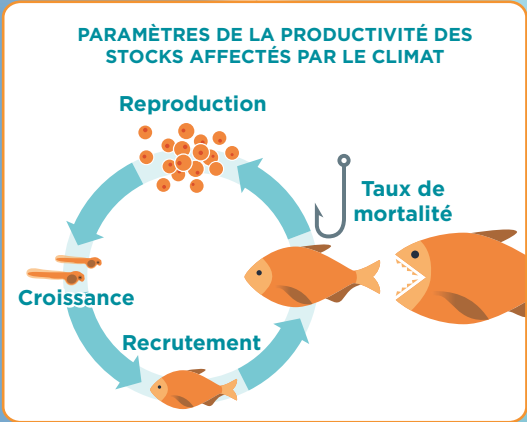 PARAMÈTRES DE LA PRODUCTIVITÉ DES
STOCKS AFFECTÉS PAR LE CLIMAT
Reproduction
Taux de
mortalité
Croissance
Recrutement